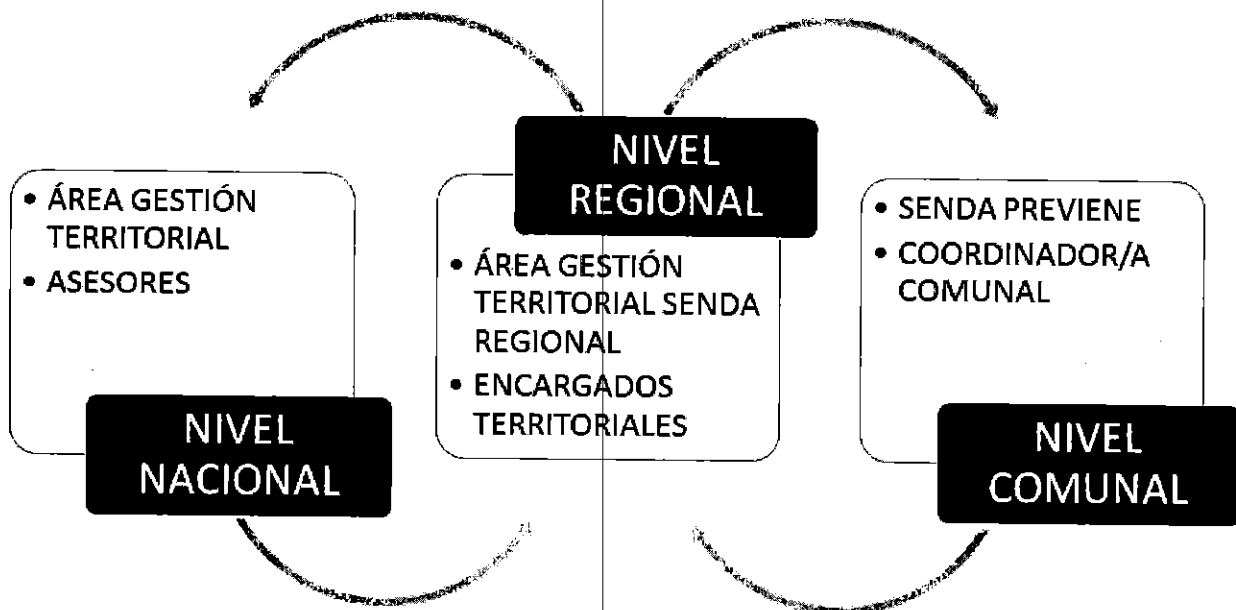 • ÁREA GESTIÓN
TERRITORIAL
• ASESORES
NIVEL
NACIONAL
NIVEL
REGIONAL
• ÁREA GESTIÓN
TERRITORIAL SENDA
REGIONAL
• ENCARGADOS
TERRITORIALES
• SENDA PREVIENE
• COORDINADOR/A
COMUNAL
NIVEL
COMUNAL